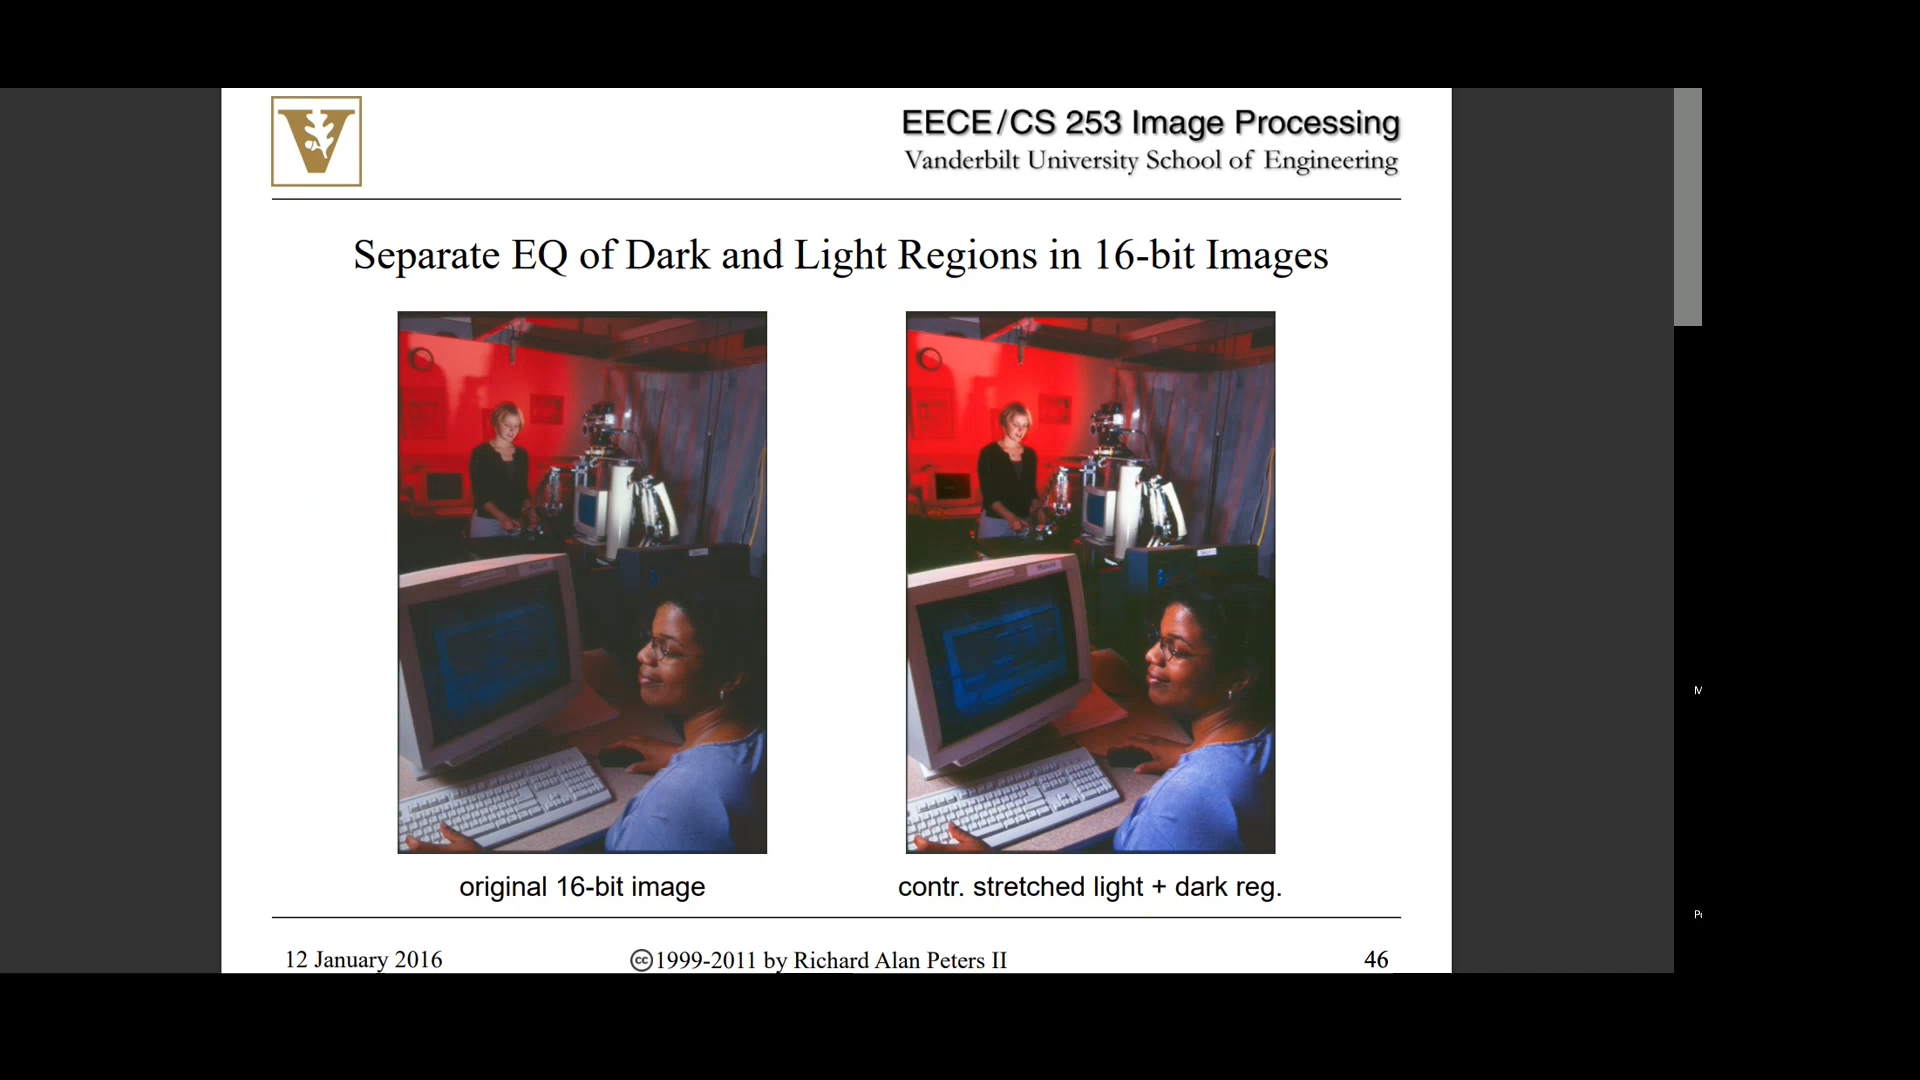 EECE/CS 253 Image Processing
Vanderbilt University School of Engineering
Separate EQ of Dark and Light Regions in 16-bit Images
original 16-bit image
contr. stretched light + dark reg.
12 January 2016
1999-2011 by Richard Alan Peters II
46